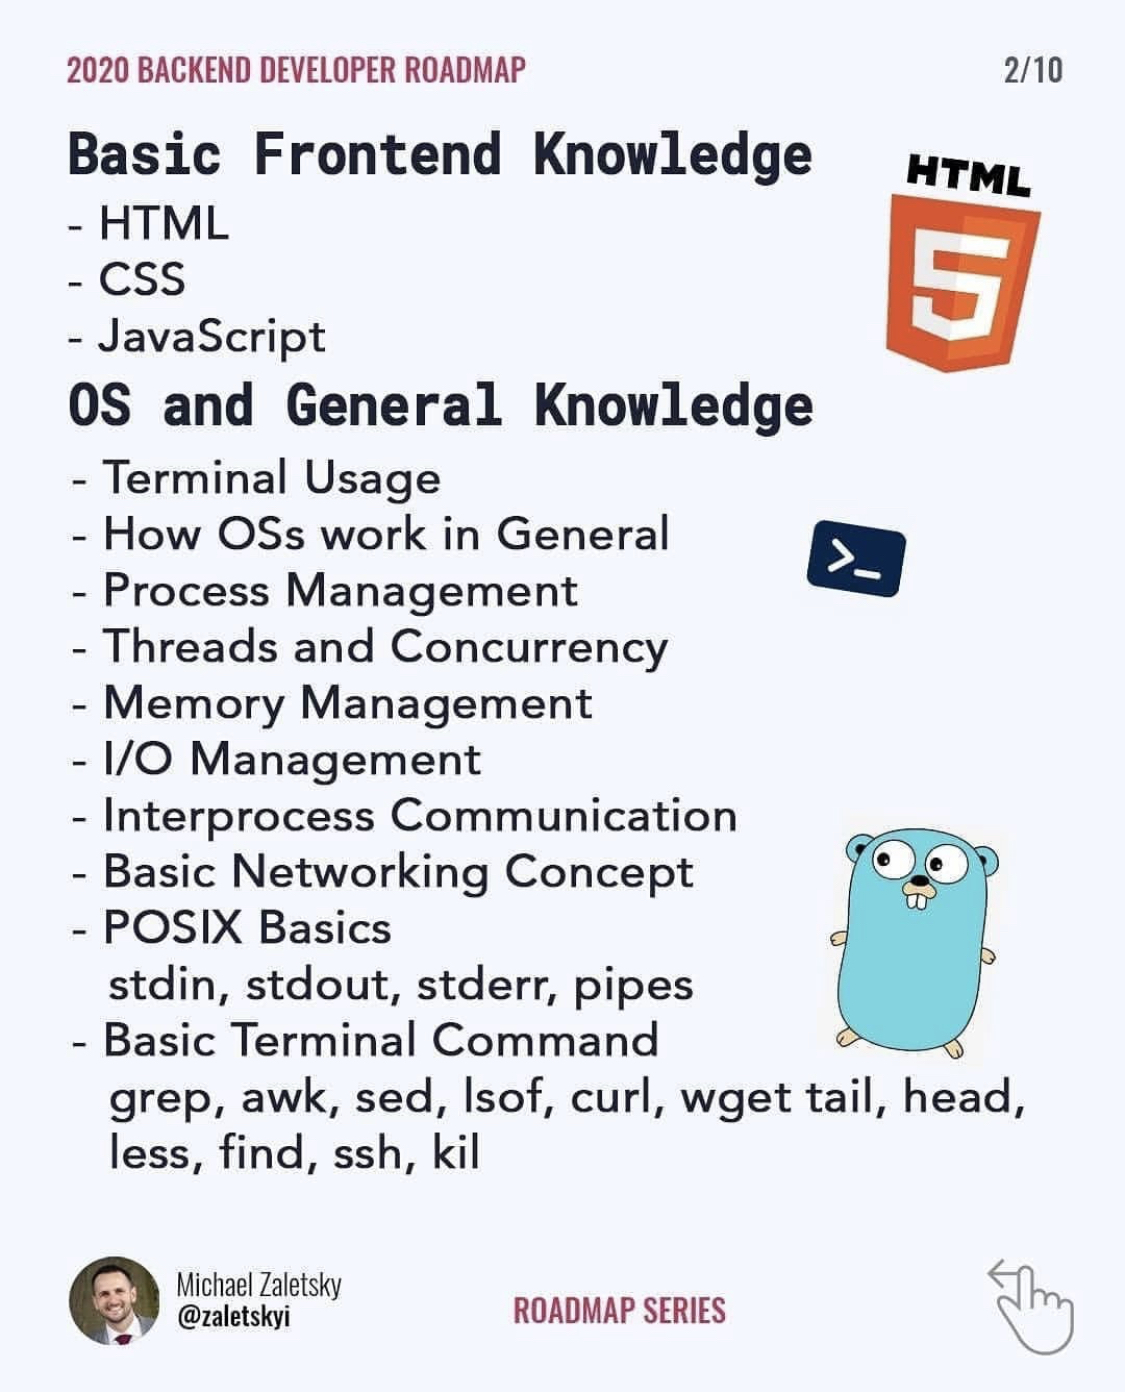 2020 BACKEND DEVELOPER ROADMAP
2/10
Basic Frontend Knowledge
HTML
- HTML
- CSS
- JavaScript
OS and General Knowledge
- Terminal Usage
- How OSs work in General
>_
- Process Management
- Threads and Concurrency
- Memory Management
- I/O Management
- Interprocess Communication
- Basic Networking Concept
- POSIX Basics
stdin, stdout, stderr, pipes
- Basic Terminal Command
grep, awk, sed, lsof, curl, wget tail, head,
less, find, ssh, kil
Michael Zaletsky
@zaletskyi
ROADMAP SERIES